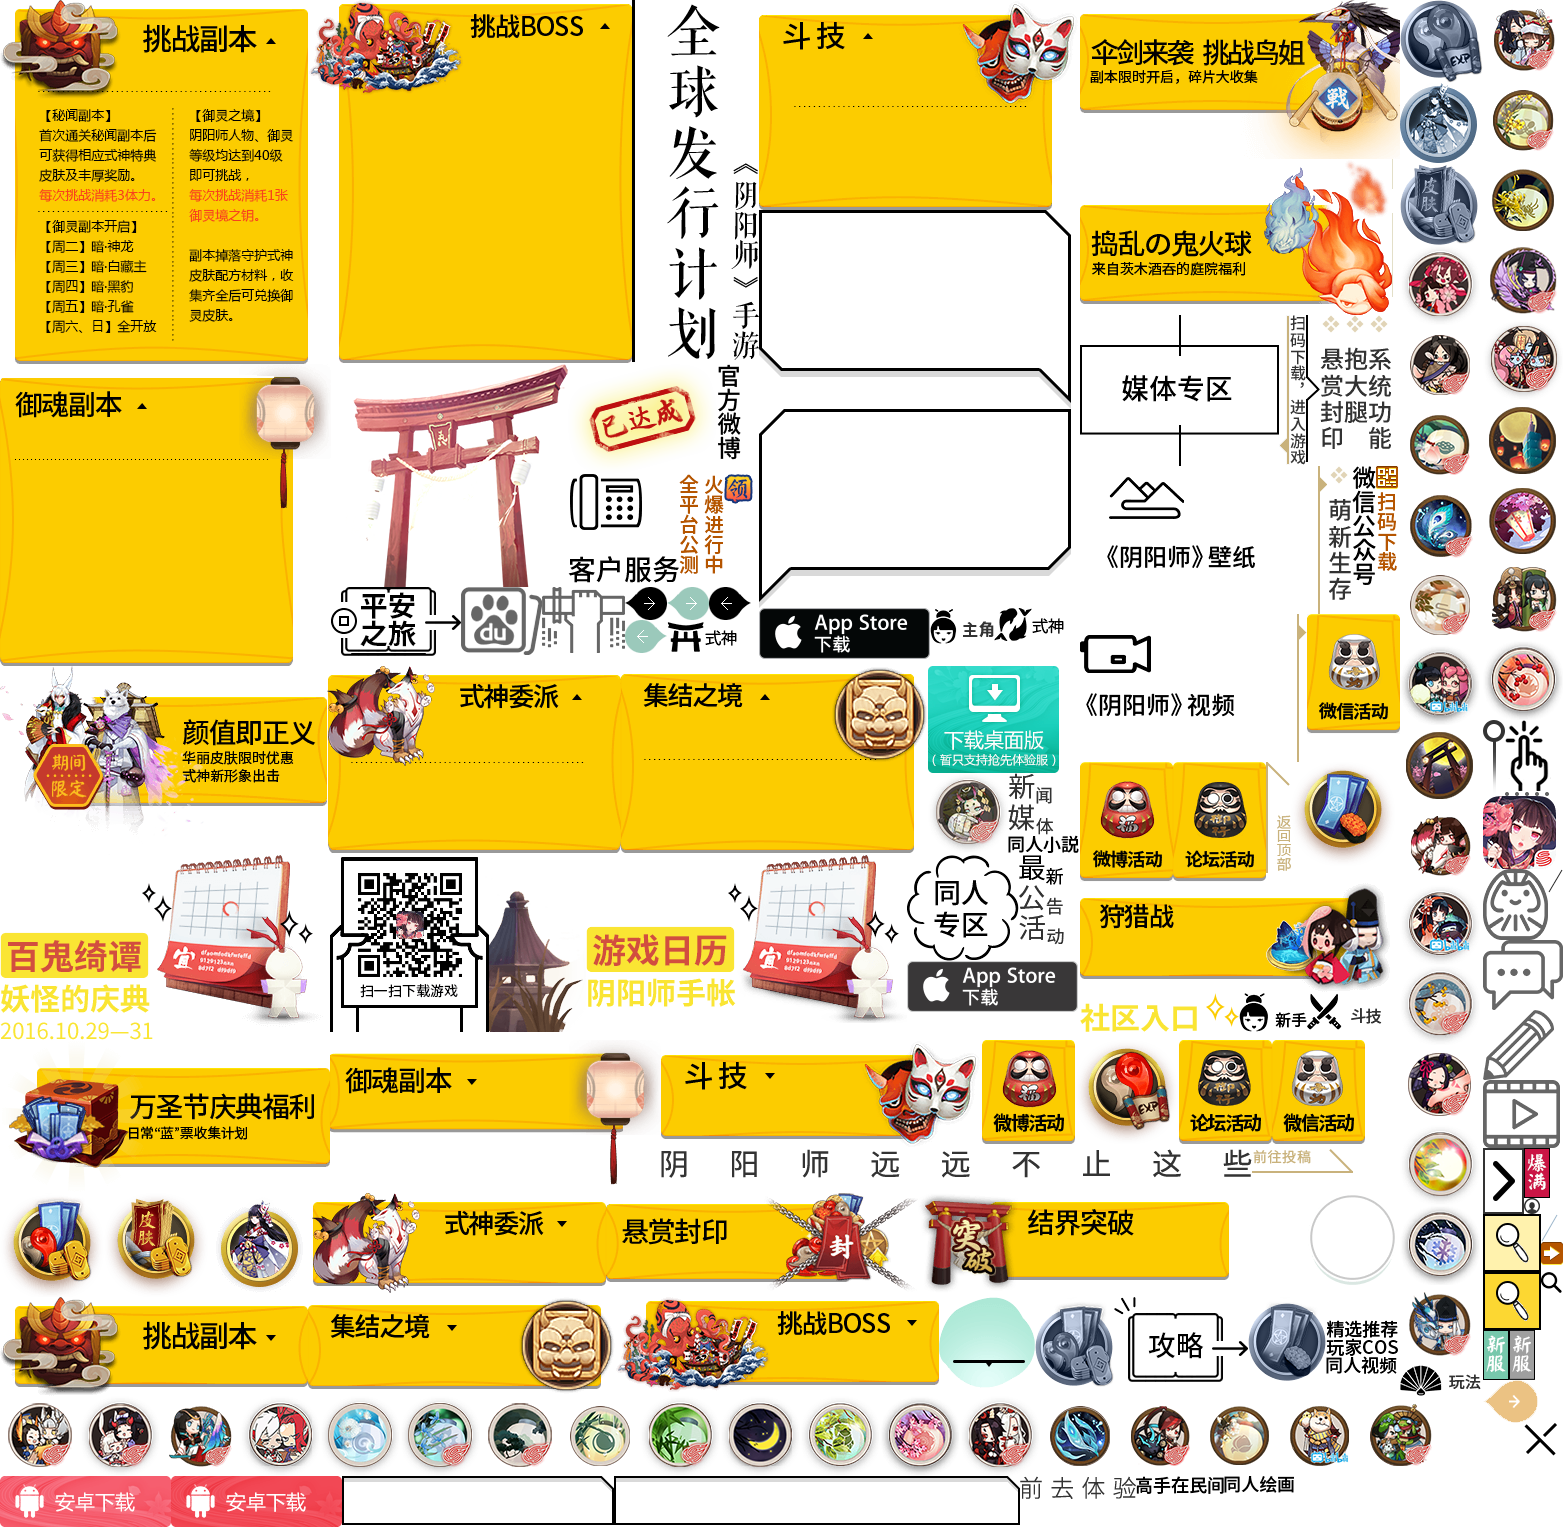 挑战副本
【秘闻副本】
首次通关秘闻副本后
可获得相应式神特典
皮肤及丰厚奖励。
每次挑战消耗3体力。
【御灵副本开启】
【周二】暗·神龙
【周三】暗·白藏主
【周四】暗·黑豹
【周五】暗·孔雀
【周六、日】全开放
【御灵之境】
阴阳师人物、御灵
等级均达到40级
即可挑战，
每次挑战消耗1张
御灵境之钥。
副本掉落守护式神
皮肤配方材料，收
集齐全后可兑换御
灵皮肤。
挑战BOSS
全球发行计划
《阴阳师》手游
斗技
伞剑来袭 挑战鸟姐
副本限时开启，碎片大收集
戰
EXP
皮肤
捣乱の鬼火球
来自茨木酒吞的庭院福利
媒体专区
扫码下载，进入游戏
悬赏封印
抱大腿
系统功能
御魂副本
已达成
官方微博
客户服务
全平台公测
火爆进行中
领
《阴阳师》壁纸
萌新生存
微信公众号
扫码下载
平安
之旅
du
式神
App Store
下载
主角
式神
《阴阳师》视频
微信活动
颜值即正义
华丽皮肤限时优惠
式神新形象出击
期间
限定
式神委派
集结之境
下载桌面版
(暂只支持抢先体验服)
新闻
媒体
同人小说
微博活动
论坛活动
返回顶部
百鬼绮谭
妖怪的庆典
2016.10.29—31
宜
扫一扫下载游戏
游戏日历
阴阳师手帐
宜
同人
专区
最新
公告
活动
App Store
下载
狩猎战
社区入口
新手
斗技
万圣节庆典福利
日常“蓝”票收集计划
御魂副本
斗技
微博活动
EXP
论坛活动
微信活动
阴阳师远远不止这些
前往投稿
爆满
皮肤
式神委派
悬赏封印
封
突破
结界突破
挑战副本
集结之境
挑战BOSS
攻略
精选推荐
玩家COS
同人视频
新服
新服
玩法
安卓下载
安卓下载
前去体验
高手在民间
同人绘画